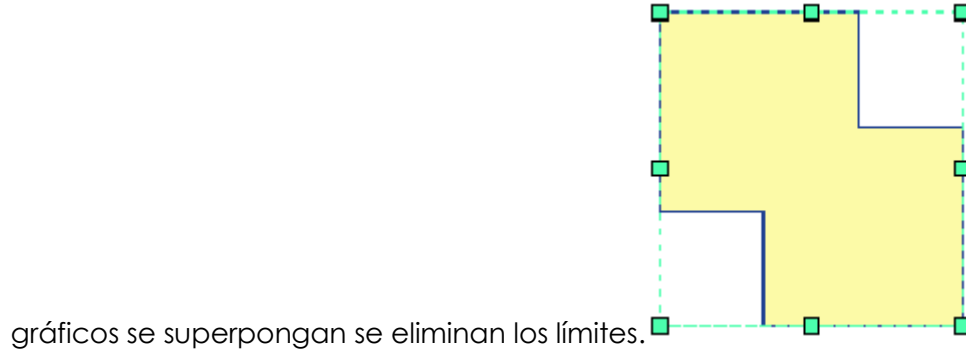 gráficos se superpongan se eliminan los límites.